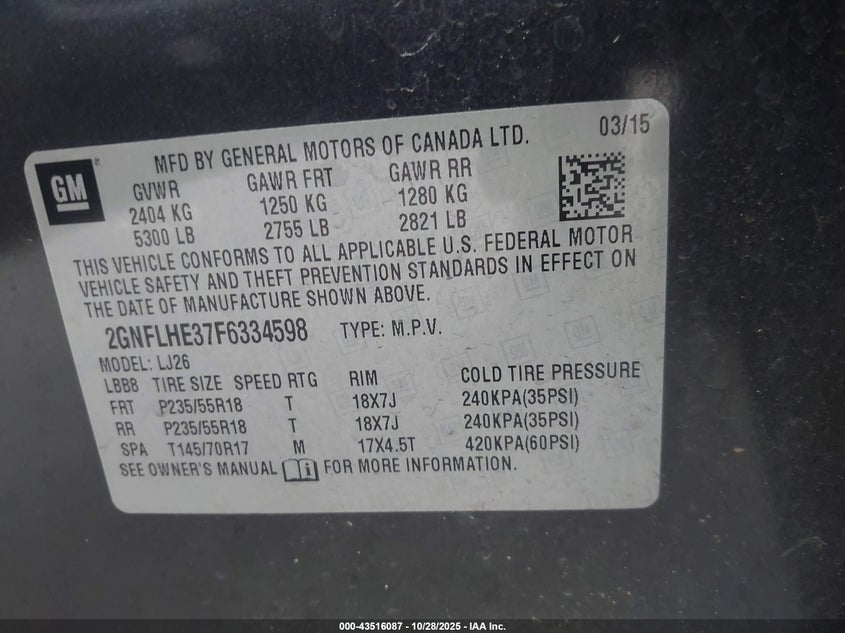 GM
MFD BY GENERAL MOTORS OF CANADA LTD. 03/15
GVWR GAWR FRT GAWR RR
2404 KG 1250 KG 1280 KG
5300 LB 2755 LB 2821 LB
THIS VEHICLE CONFORMS TO ALL APPLICABLE U.S. FEDERAL MOTOR
VEHICLE SAFETY AND THEFT PREVENTION STANDARDS IN EFFECT ON
THE DATE OF MANUFACTURE SHOWN ABOVE.
2GNFLHE37F6334598 TYPE: M.P.V.
MODEL: LJ26
LBB8 TIRE SIZE SPEED RTG RIM COLD TIRE PRESSURE
FRT P235/55R18 T 18X7J 240KPA(35PSI)
RR P235/55R18 T 18X7J 240KPA(35PSI)
SPA T145/70R17 M 17X4.5T 420KPA(60PSI)
SEE OWNER'S MANUAL FOR MORE INFORMATION.
000-43516087 - 10/28/2025 - IAA Inc.